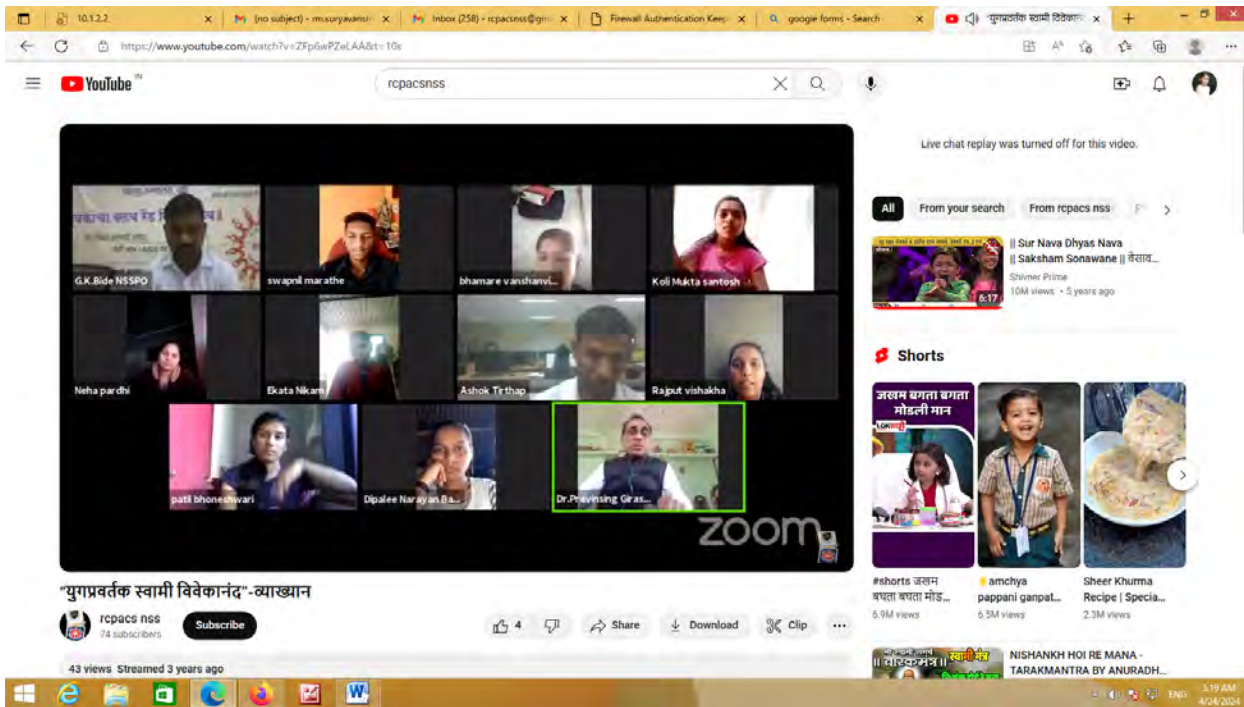 10.1.2.2
(no subject) - m.suryavansi
Inbox (258) - rcpacsnss@gm
Firewall Authentication Keep
google forms - Search
युगप्रवर्तक स्वामी विवेकान
https://www.youtube.com/watch?v=ZFp6wPZeLAA&t=10s
YouTube IN
rcpacsnss
Live chat replay was turned off for this video.
All From your search From rcpacs nss
G.K.Bide NSSPO
swapnil marathe
bhamare vanshanvi...
Koli Mukta santosh
Neha pardhi
Ekata Nikam
Ashok Tirthap
Rajput vishakha
patil bhoneshwari
Dipalee Narayan Ba...
Dr.Pravinsing Giras...
zoom
|| Sur Nava Dhyas Nava
|| Saksham Sonawane || वेसाव...
Shivner Prime
10M views • 5 years ago
6:17
Shorts
जखम बगता बगता
मोडली मान
#shorts जखम
बघता बघता मोड...
6.9M views
amchya
pappani ganpat...
6.5M views
Sheer Khurma
Recipe | Specia...
2.3M views
"युगप्रवर्तक स्वामी विवेकानंद"-व्याख्यान
rcpacs nss
74 subscribers
Subscribe
4 Share Download Clip
43 views Streamed 3 years ago
स्वामी मंत्र
NISHANKH HOI RE MANA -
TARAKMANTRA BY ANURADH...
ENG
5:19 AM
4/24/2024